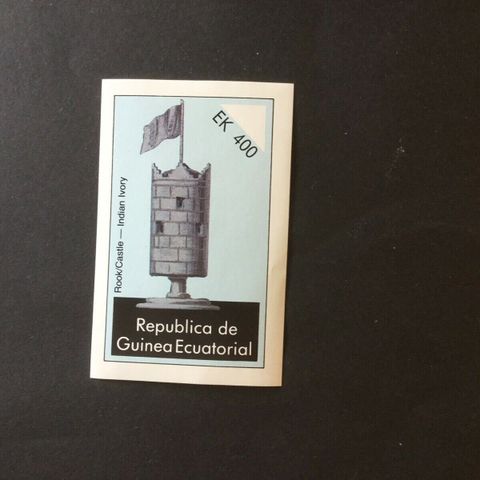 EK 400
Rook/Castle — Indian Ivory
Republica de
Guinea Ecuatorial